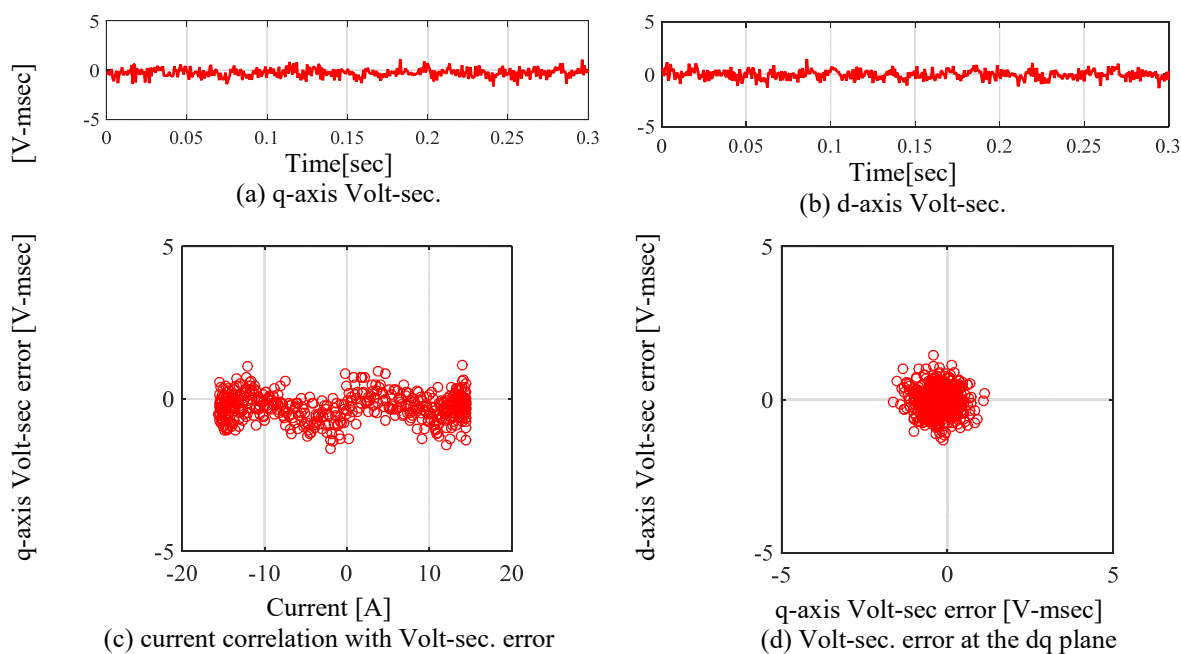 [V-msec]
5
0
-5
0 0.05 0.1 0.15 0.2 0.25 0.3
Time[sec]
(a) q-axis Volt-sec.
5
0
-5
0 0.05 0.1 0.15 0.2 0.25 0.3
Time[sec]
(b) d-axis Volt-sec.
q-axis Volt-sec error [V-msec]
5
0
-5
-20 -10 0 10 20
Current [A]
(c) current correlation with Volt-sec. error
d-axis Volt-sec error [V-msec]
5
0
-5
-5 0 5
q-axis Volt-sec error [V-msec]
(d) Volt-sec. error at the dq plane